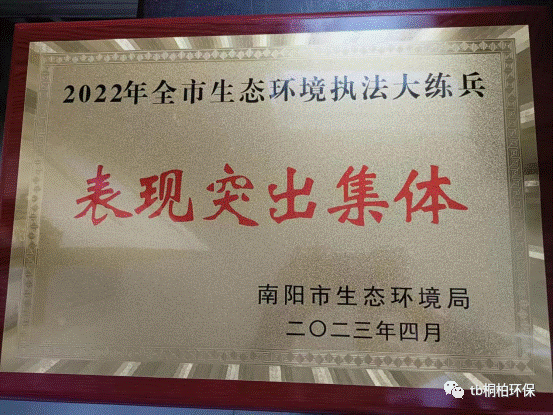 2022年全市生态环境执法大练兵
表现突出集体
南阳市生态环境局
二〇二三年四月
tb桐柏环保